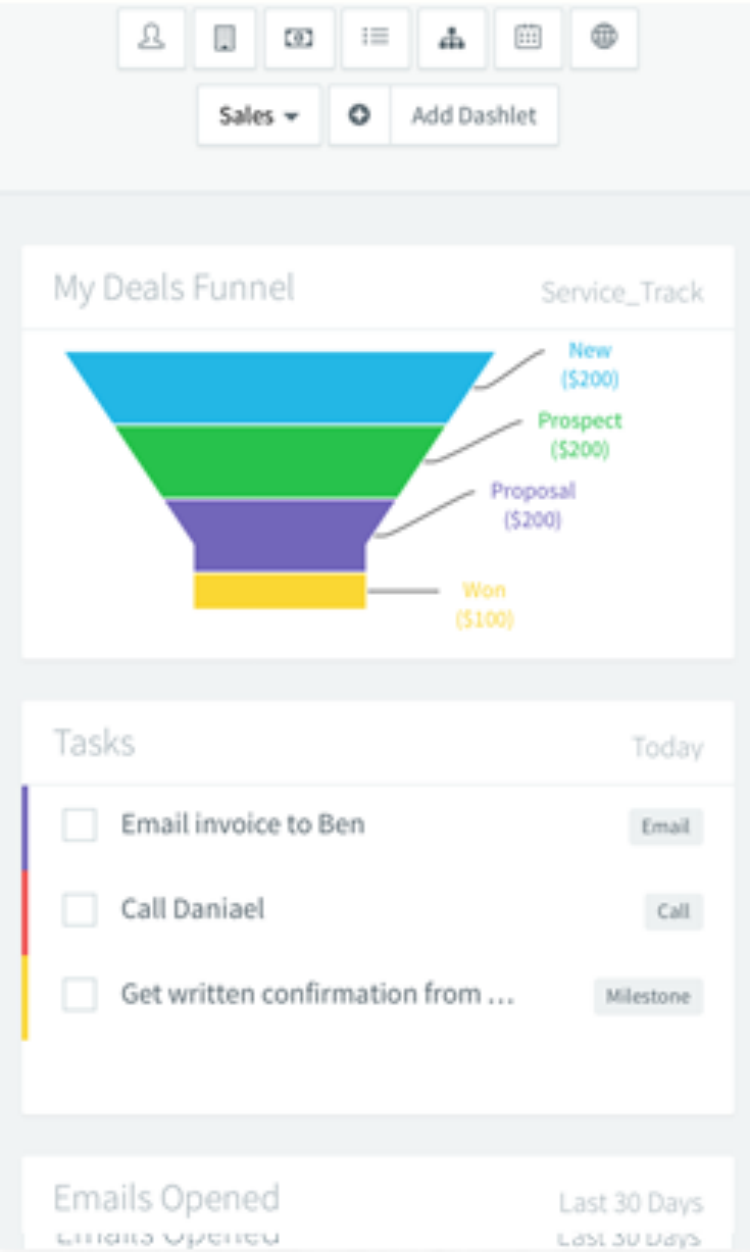 Sales
Add Dashlet
My Deals Funnel
Service_Track
New
($200)
Prospect
($200)
Proposal
($200)
Won
($100)
Tasks
Today
Email invoice to Ben
Email
Call Daniael
Call
Get written confirmation from ...
Milestone
Emails Opened
Last 30 Days
Emails Opened
Last 30 Days